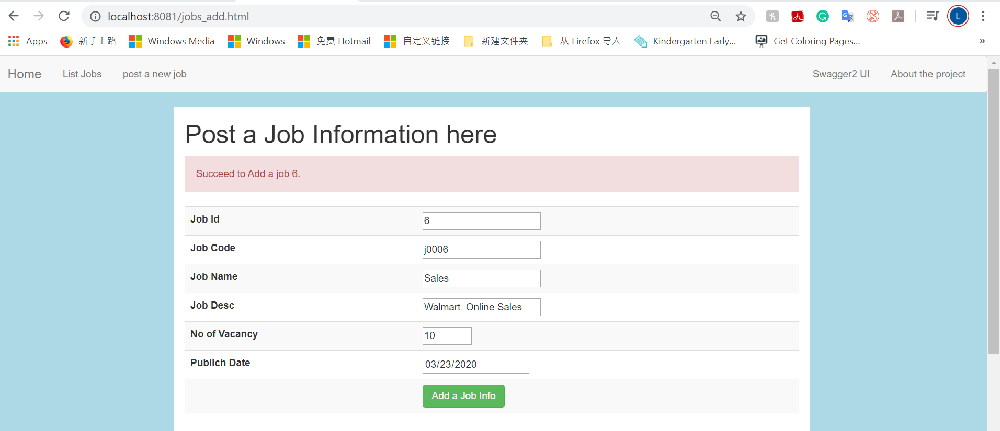 localhost:8081/jobs_add.html
L
Apps 新手上路 Windows Media Windows 免费 Hotmail 自定义链接 新建文件夹 从 Firefox 导入 Kindergarten Early... Get Coloring Pages... »
Home List Jobs post a new job Swagger2 UI About the project
Post a Job Information here
Succeed to Add a job 6.
Job Id 6
Job Code j0006
Job Name Sales
Job Desc Walmart  Online Sales
No of Vacancy 10
Publich Date 03/23/2020
Add a Job Info